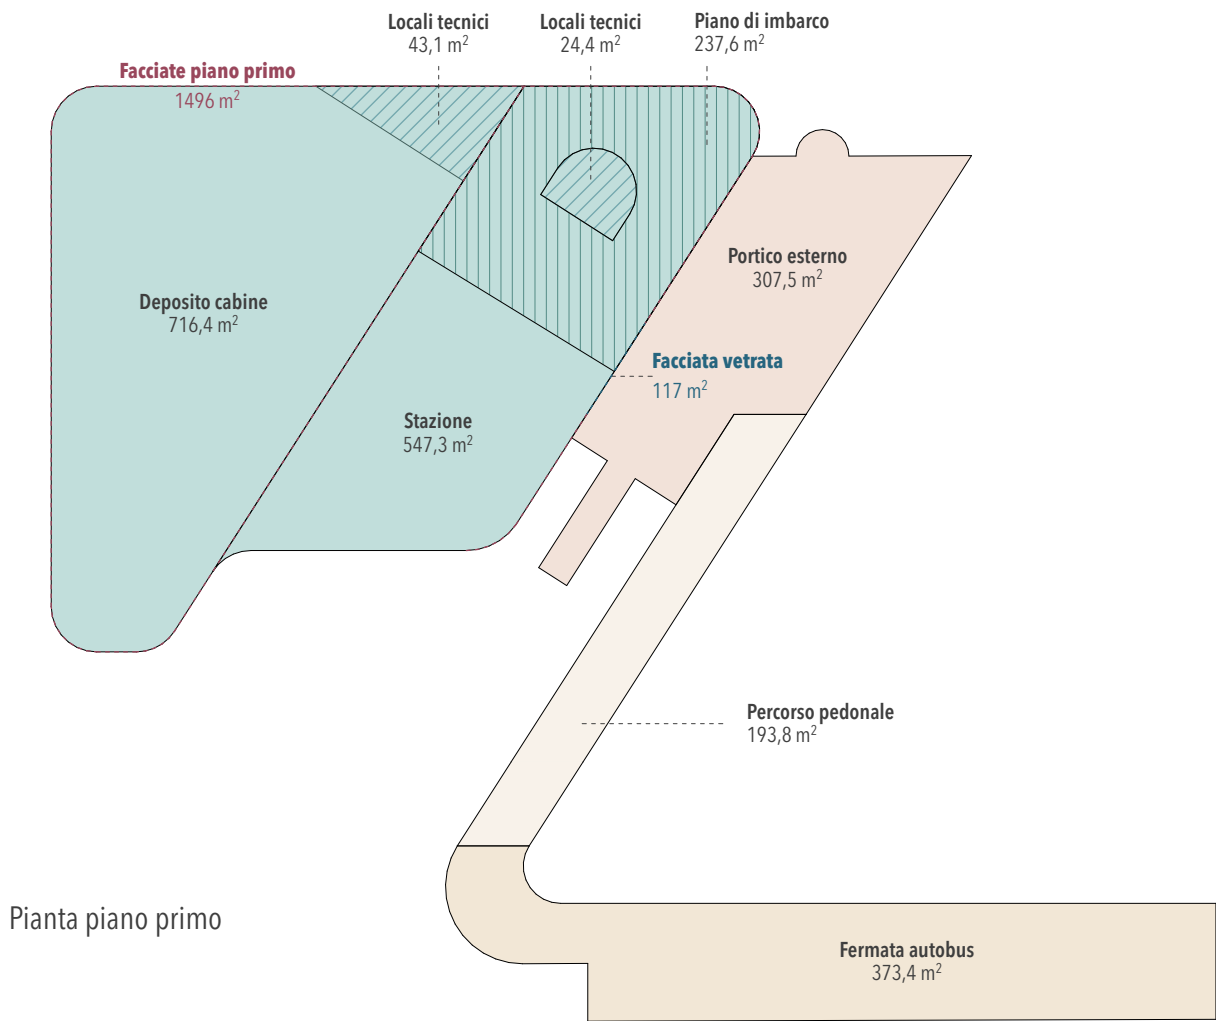 Locali tecnici
43,1 m²
Locali tecnici
24,4 m²
Piano di imbarco
237,6 m²
Facciate piano primo
1496 m²
Portico esterno
307,5 m²
Deposito cabine
716,4 m²
Facciata vetrata
117 m²
Stazione
547,3 m²
Percorso pedonale
193,8 m²
Pianta piano primo
Fermata autobus
373,4 m²